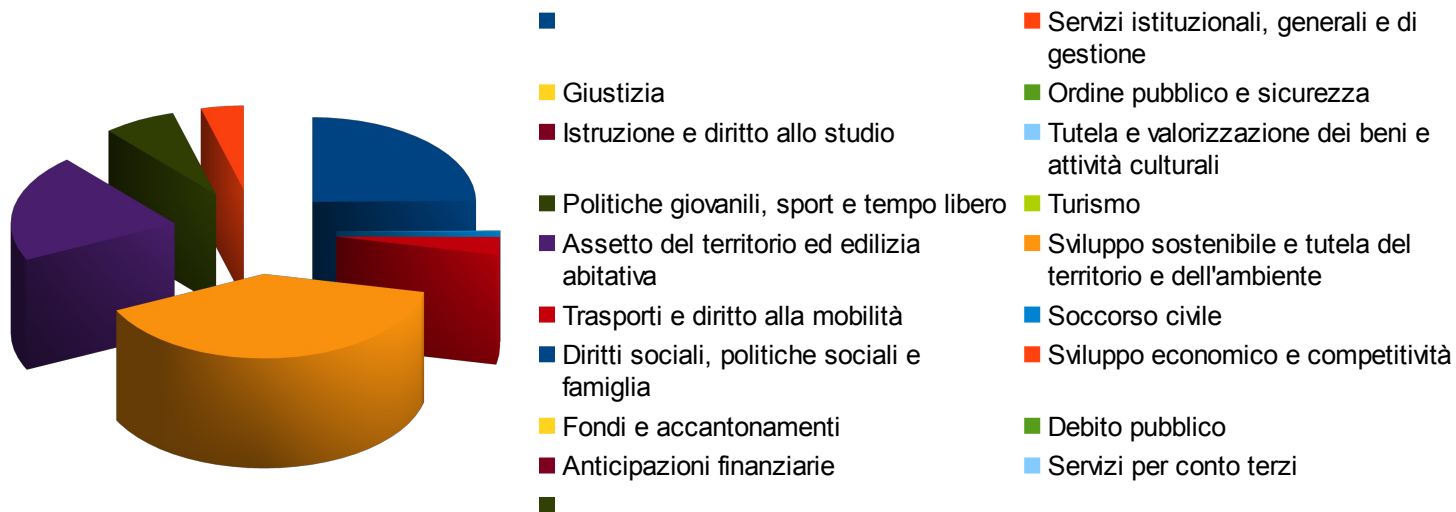 Servizi istituzionali, generali e di
gestione
Giustizia
Ordine pubblico e sicurezza
Istruzione e diritto allo studio
Tutela e valorizzazione dei beni e
attività culturali
Politiche giovanili, sport e tempo libero
Turismo
Assetto del territorio ed edilizia
abitativa
Sviluppo sostenibile e tutela del
territorio e dell'ambiente
Trasporti e diritto alla mobilità
Soccorso civile
Diritti sociali, politiche sociali e
famiglia
Sviluppo economico e competitività
Fondi e accantonamenti
Debito pubblico
Anticipazioni finanziarie
Servizi per conto terzi